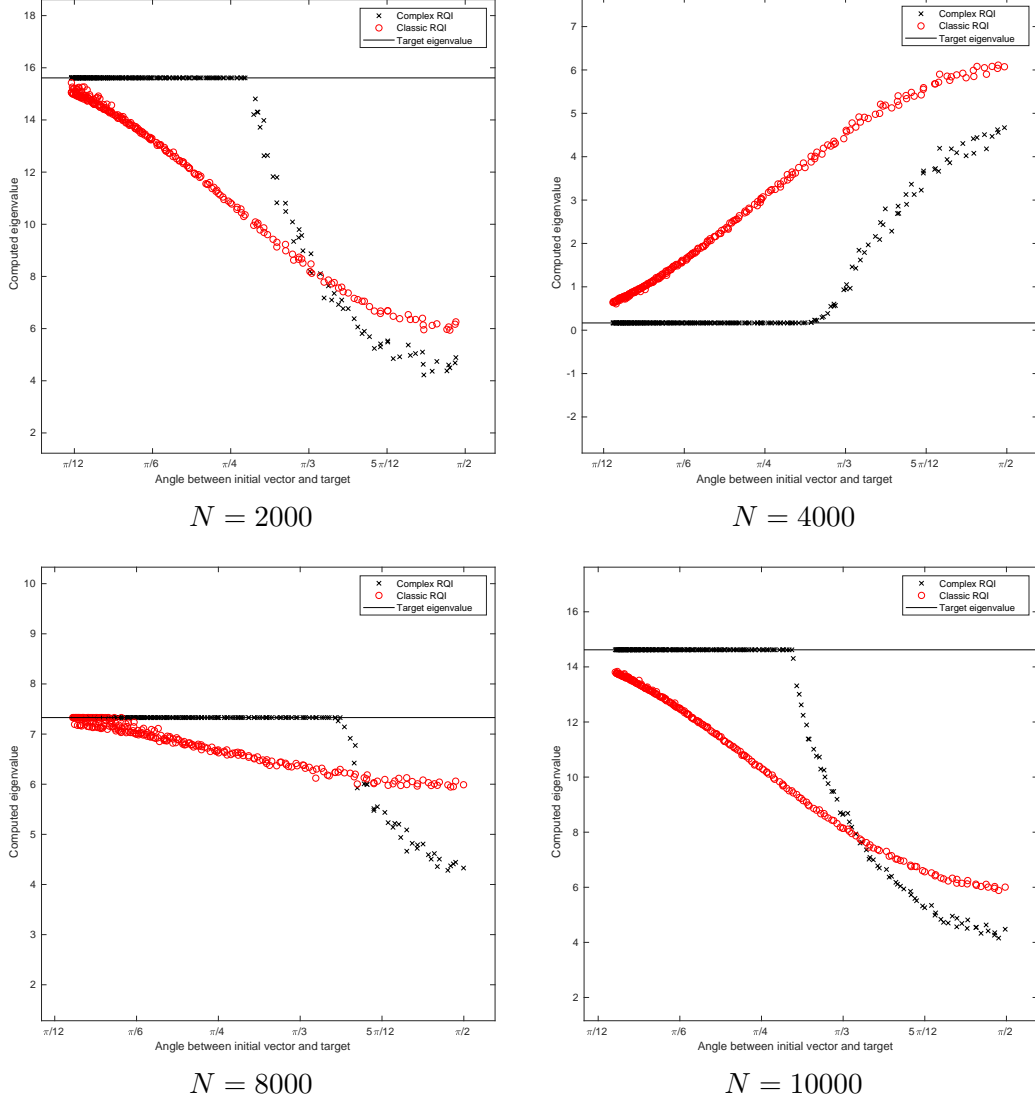 Complex RQI
Classic RQI
Target eigenvalue
18
16
14
12
10
8
6
4
2
Computed eigenvalue
π/12
π/6
π/4
π/3
5π/12
π/2
Angle between initial vector and target
N = 2000
Complex RQI
Classic RQI
Target eigenvalue
7
6
5
4
3
2
1
0
-1
-2
Computed eigenvalue
π/12
π/6
π/4
π/3
5π/12
π/2
Angle between initial vector and target
N = 4000
Complex RQI
Classic RQI
Target eigenvalue
10
9
8
7
6
5
4
3
2
Computed eigenvalue
π/12
π/6
π/4
π/3
5π/12
π/2
Angle between initial vector and target
N = 8000
Complex RQI
Classic RQI
Target eigenvalue
16
14
12
10
8
6
4
2
Computed eigenvalue
π/12
π/6
π/4
π/3
5π/12
π/2
Angle between initial vector and target
N = 10000